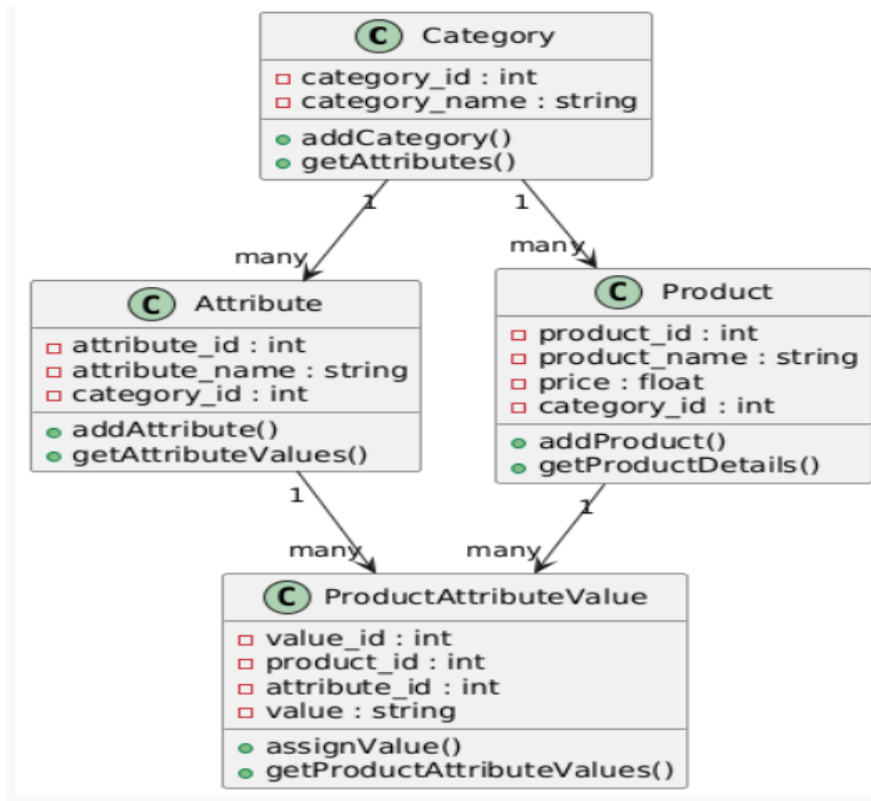 C Category
category_id : int
category_name : string
addCategory()
getAttributes()
1
1
many
many
C Attribute
attribute_id : int
attribute_name : string
category_id : int
addAttribute()
getAttributeValues()
C Product
product_id : int
product_name : string
price : float
category_id : int
addProduct()
getProductDetails()
1
1
many
many
C ProductAttributeValue
value_id : int
product_id : int
attribute_id : int
value : string
assignValue()
getProductAttributeValues()